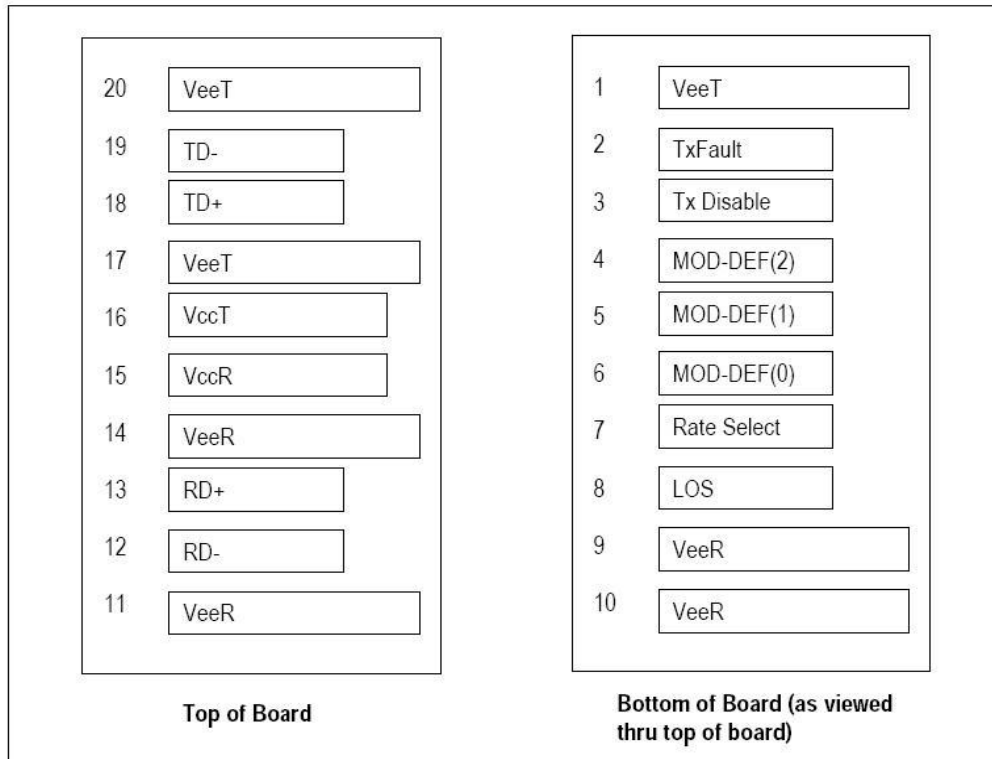 20 VeeT
19 TD-
18 TD+
17 VeeT
16 VccT
15 VccR
14 VeeR
13 RD+
12 RD-
11 VeeR
Top of Board
1 VeeT
2 TxFault
3 Tx Disable
4 MOD-DEF(2)
5 MOD-DEF(1)
6 MOD-DEF(0)
7 Rate Select
8 LOS
9 VeeR
10 VeeR
Bottom of Board (as viewed
thru top of board)